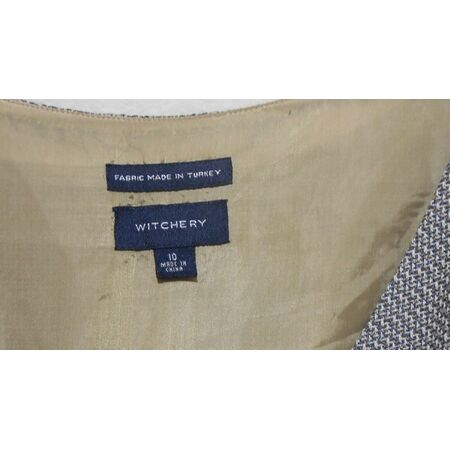 FABRIC MADE IN TURKEY
WITCHERY
10
MADE IN
CHINA